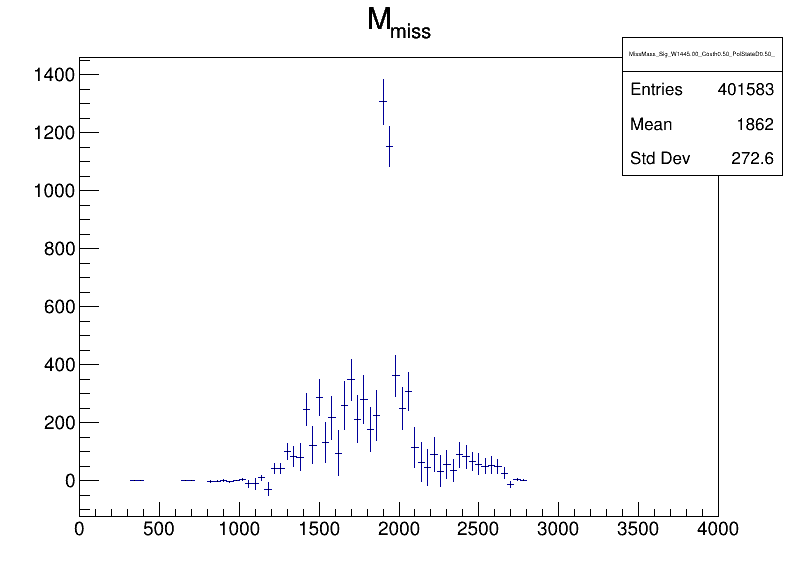 M_miss
MissMass_Sig_W1445.00_Costh0.50_PolStateD0.50_
Entries 401583
Mean 1862
Std Dev 272.6
1400
1200
1000
800
600
400
200
0
0 500 1000 1500 2000 2500 3000 3500 4000